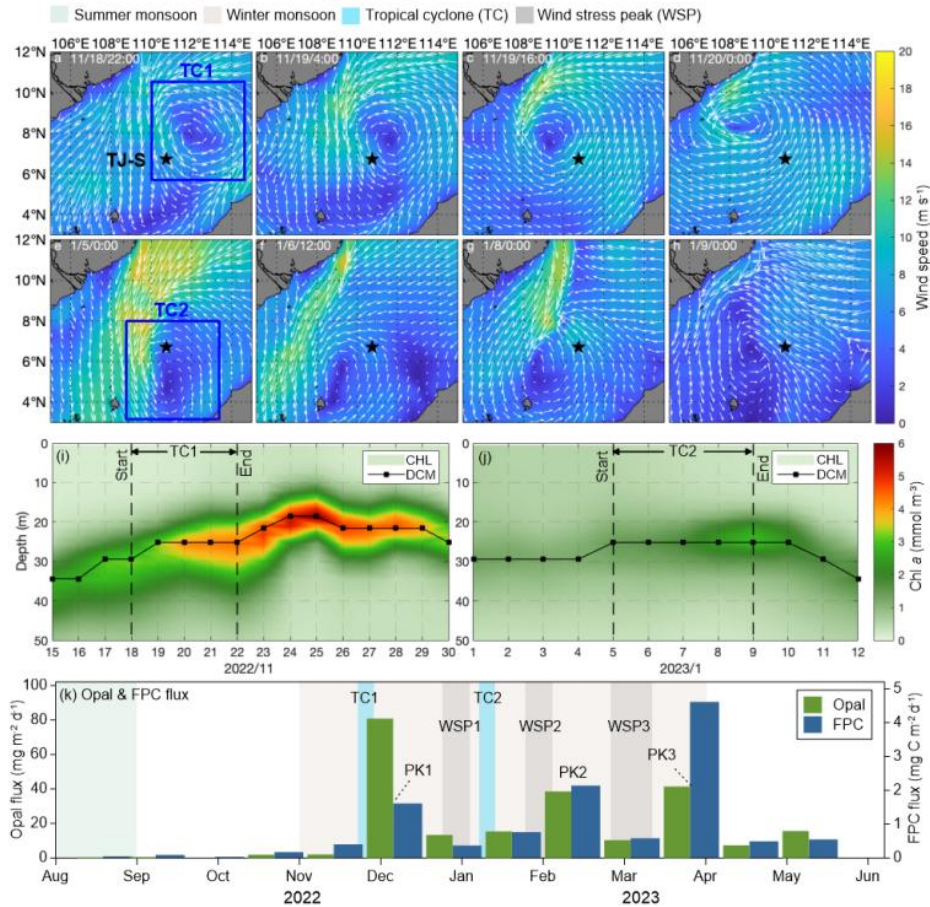 Summer monsoon Winter monsoon Tropical cyclone (TC) Wind stress peak (WSP)
106°E 108°E 110°E 112°E 114°E 106°E 108°E 110°E 112°E 114°E 106°E 108°E 110°E 112°E 114°E 106°E 108°E 110°E 112°E 114°E
12°N a 11/18/22:00 b 11/19/4:00 c 11/19/16:00 d 11/20/0:00 20
TC1 18
10°N 16
8°N 14
TJ-S
6°N 12
4°N 10
12°N e 1/5/0:00 f 1/6/12:00 g 1/8/0:00 h 1/9/0:00
10°N 8
TC2 6
8°N
6°N 4
4°N 2
0
Wind speed (m s⁻¹)
0 (i) Start TC1 End CHL DCM
(j) Start TC2 End CHL DCM 6
10 5
20 4
30 3
40 2
1
50 0
Depth (m)
Chl a (mmol m⁻³)
15 16 17 18 19 20 21 22 23 24 25 26 27 28 29 30
2022/11
1 2 3 4 5 6 7 8 9 10 11 12
2023/1
100 (k) Opal & FPC flux TC1 WSP1 TC2 WSP2 WSP3 Opal FPC 5
80 4
60 PK1 PK2 PK3 3
40 2
20 1
0 0
Opal flux (mg m⁻² d⁻¹)
FPC flux (mg C m⁻² d⁻¹)
Aug Sep Oct Nov Dec Jan Feb Mar Apr May Jun
2022 2023